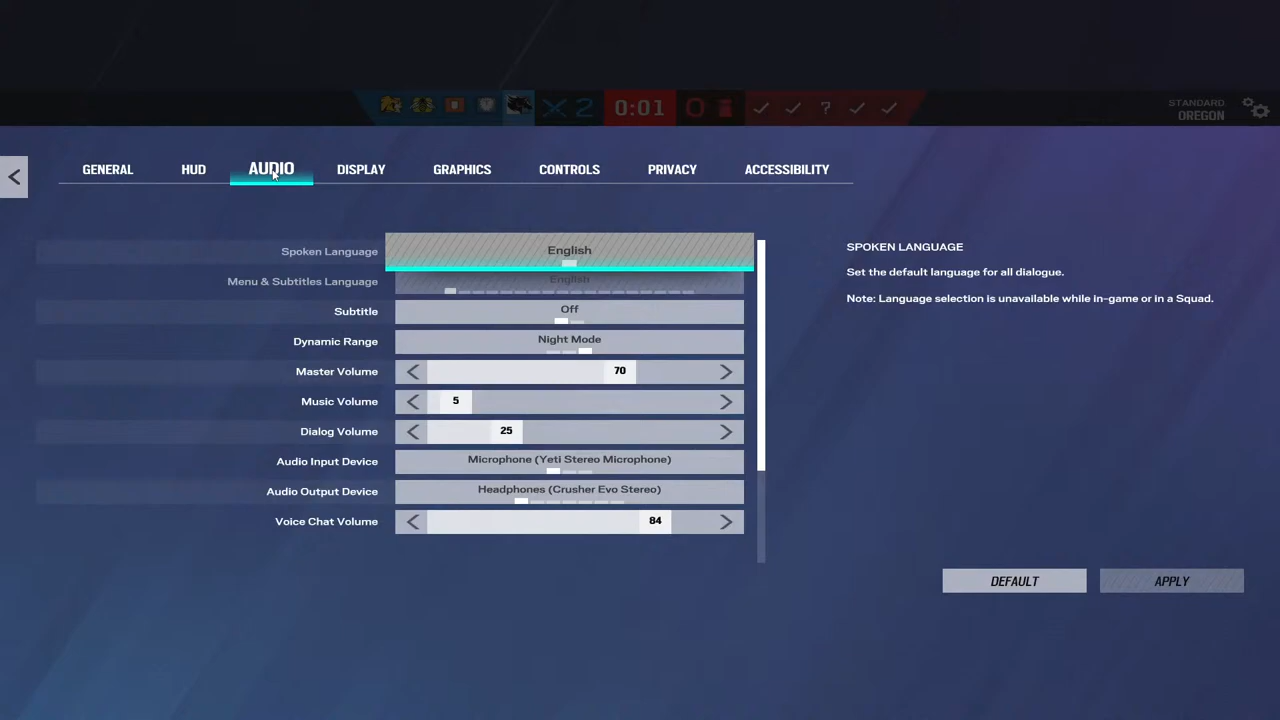 2 0:01 0 ?
STANDARD
OREGON
GENERAL HUD AUDIO DISPLAY GRAPHICS CONTROLS PRIVACY ACCESSIBILITY
Spoken Language English
Menu & Subtitles Language English
Subtitle Off
Dynamic Range Night Mode
Master Volume 70
Music Volume 5
Dialog Volume 25
Audio Input Device Microphone (Yeti Stereo Microphone)
Audio Output Device Headphones (Crusher Evo Stereo)
Voice Chat Volume 84
SPOKEN LANGUAGE
Set the default language for all dialogue.
Note: Language selection is unavailable while in-game or in a Squad.
DEFAULT APPLY